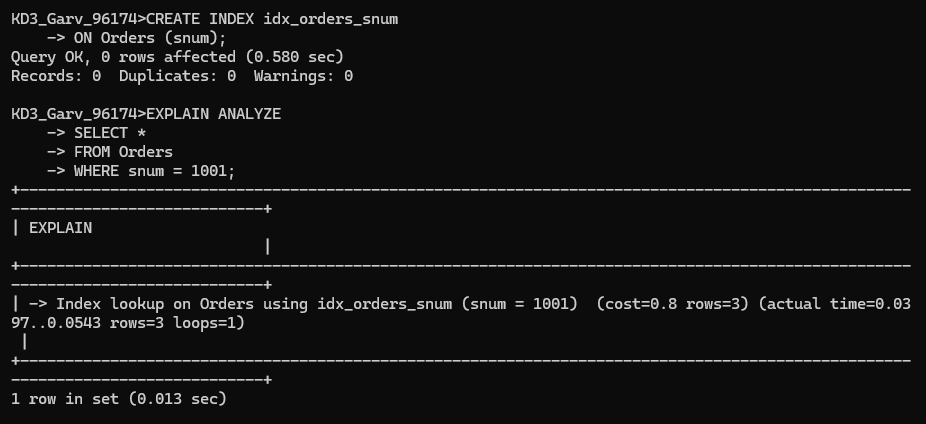 KD3_Garv_96174>CREATE INDEX idx_orders_snum
    -> ON Orders (snum);
Query OK, 0 rows affected (0.580 sec)
Records: 0  Duplicates: 0  Warnings: 0

KD3_Garv_96174>EXPLAIN ANALYZE
    -> SELECT *
    -> FROM Orders
    -> WHERE snum = 1001;
+---------------------------------------------------------------------------------------------------
----------------------------+
| EXPLAIN
                            |
+---------------------------------------------------------------------------------------------------
----------------------------+
| -> Index lookup on Orders using idx_orders_snum (snum = 1001)  (cost=0.8 rows=3) (actual time=0.03
97..0.0543 rows=3 loops=1)
 |
+---------------------------------------------------------------------------------------------------
----------------------------+
1 row in set (0.013 sec)